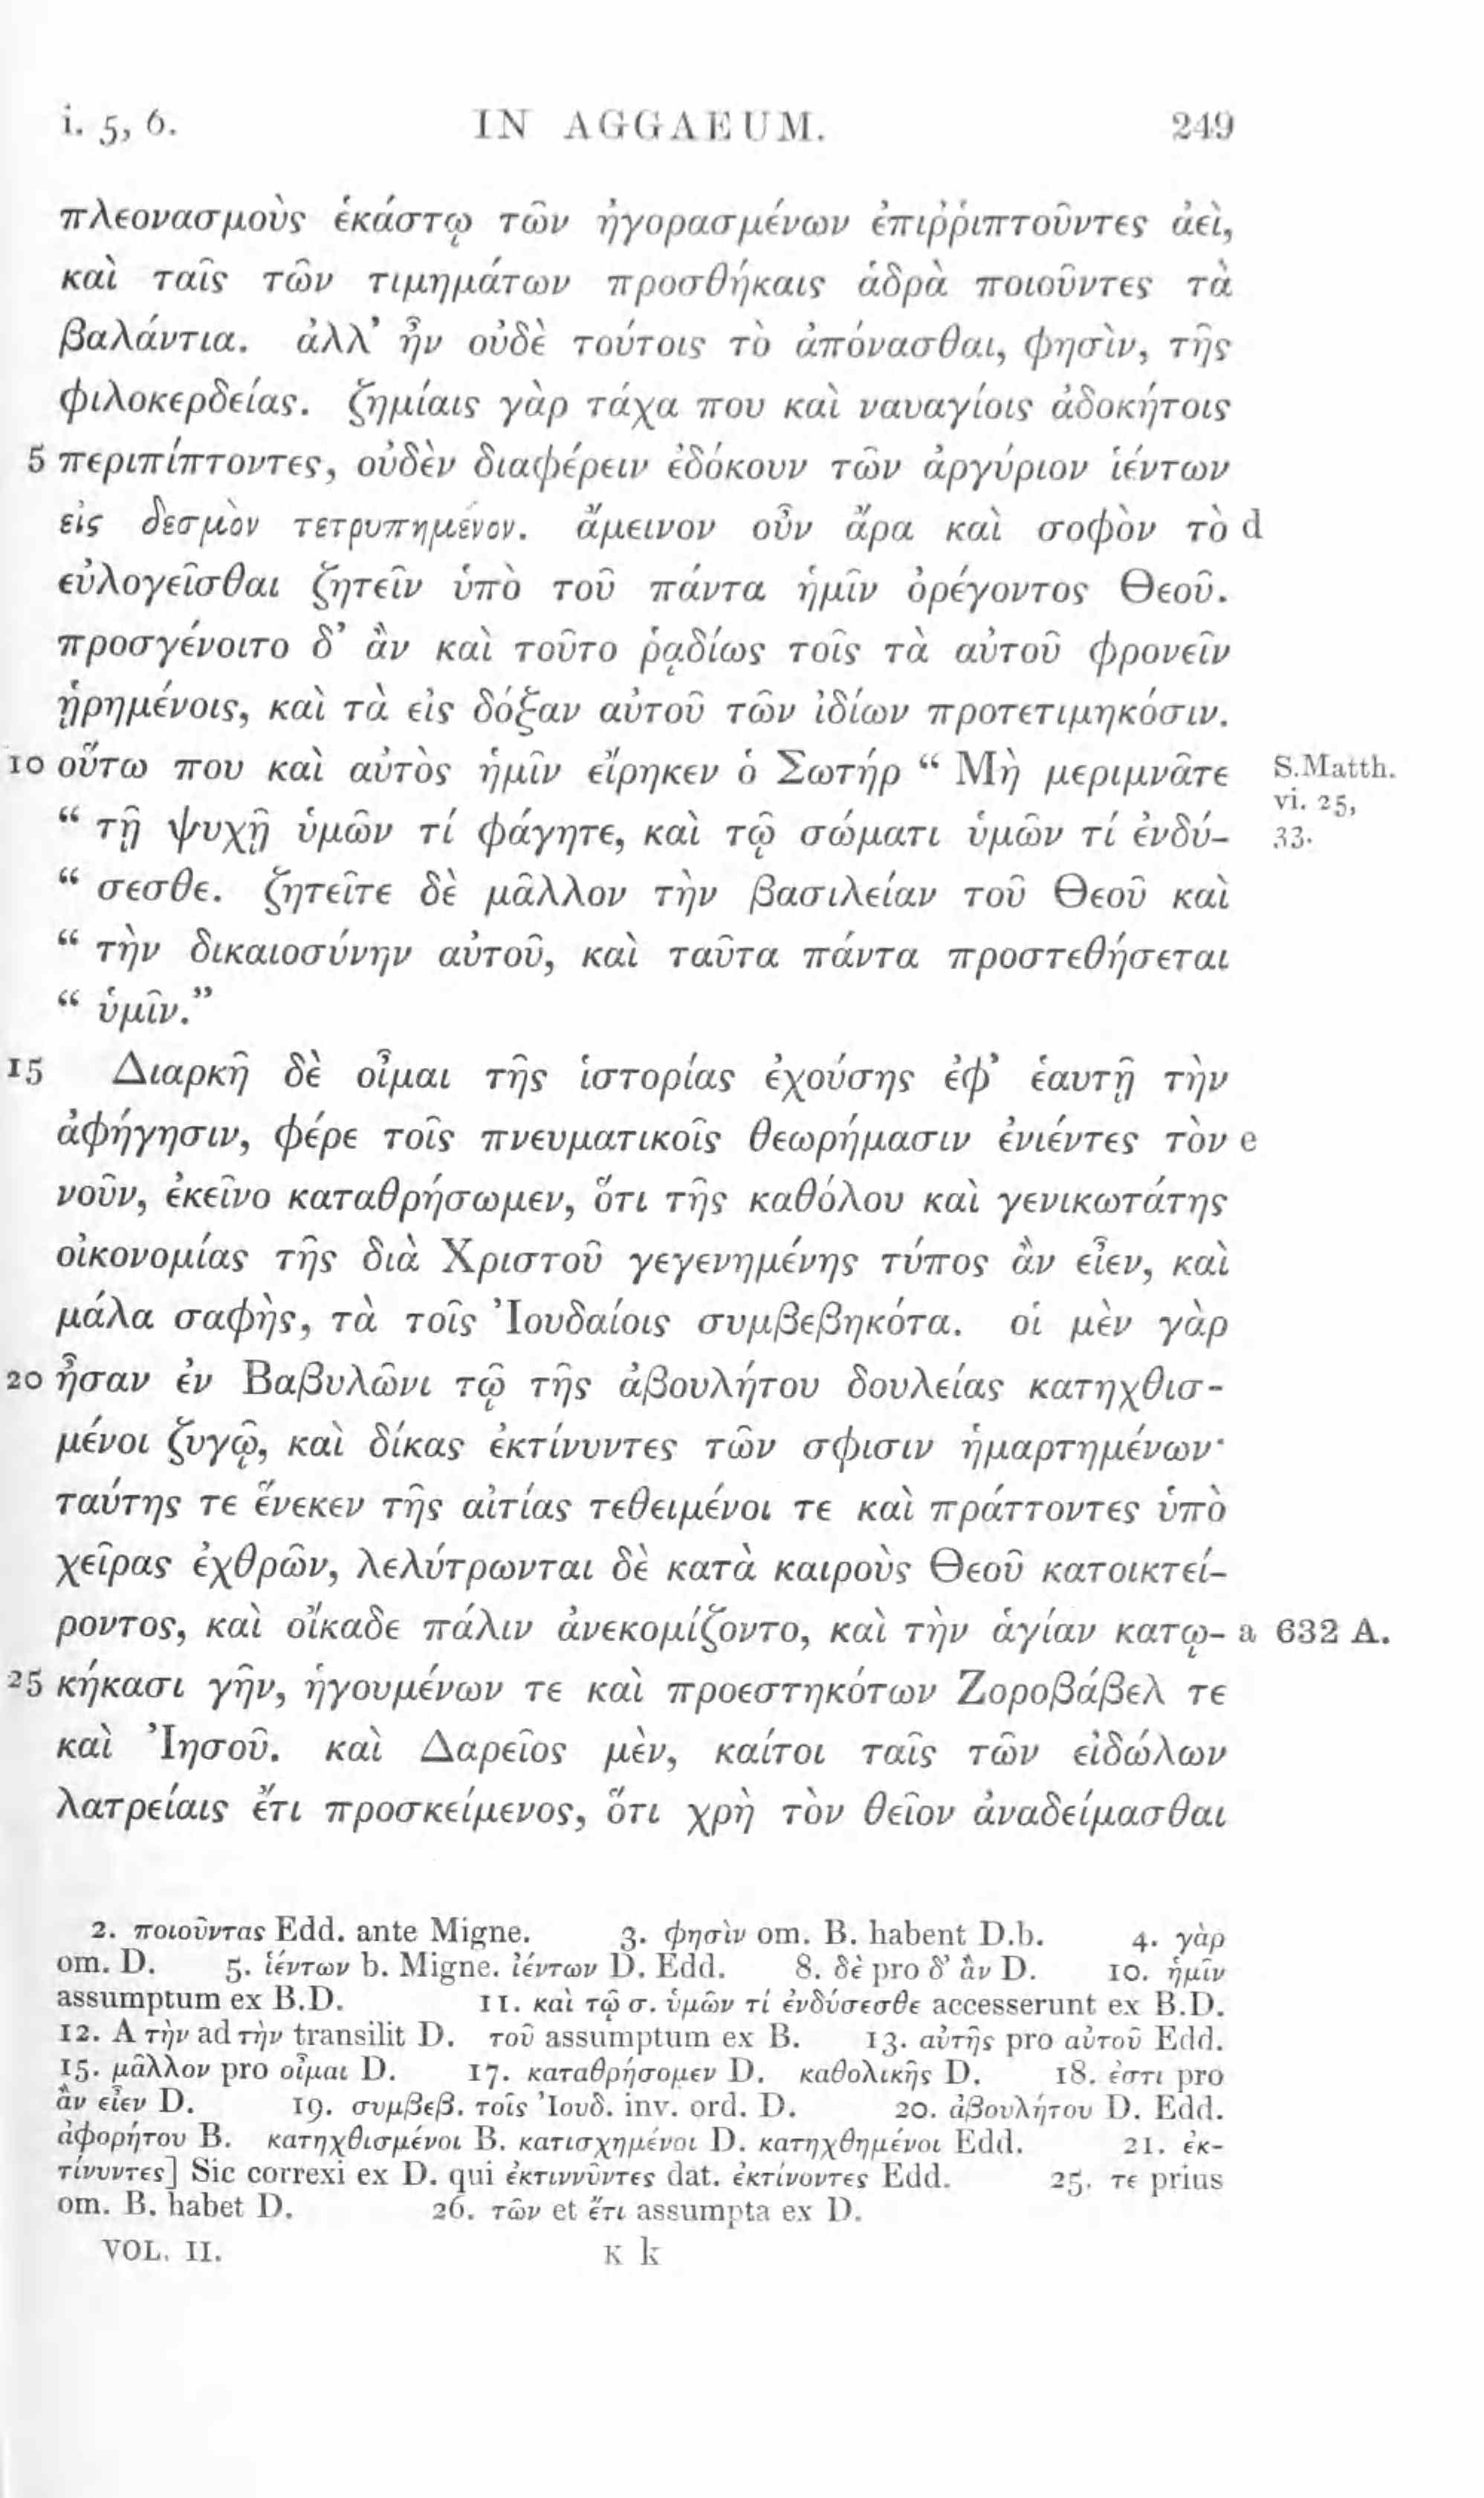 i. 5, 6. IN AGGAEUM. 249
πλεονασμοὺς ἑκάστῳ τῶν ἠγορασμένων ἐπιῤῥιπτοῦντες ἀεὶ,
καὶ ταῖς τῶν τιμημάτων προσθήκαις ἁδρὰ ποιοῦντες τὰ
βαλάντια. ἀλλ’ ἦν οὐδὲ τούτοις τὸ ἀπόνασθαι, φησὶν, τῆς
φιλοκερδείας. ζημίαις γὰρ τάχα που καὶ ναυαγίοις ἀδοκήτοις
5 περιπίπτοντες, οὐδὲν διαφέρειν ἐδόκουν τῶν ἀργύριον ἱέντων
εἰς δεσμὸν τετρυπημένον. ἄμεινον οὖν ἄρα καὶ σοφὸν τὸ d
εὐλογεῖσθαι ζητεῖν ὑπὸ τοῦ πάντα ἡμῖν ὀρέγοντος Θεοῦ.
προσγένοιτο δ’ ἂν καὶ τοῦτο ῥᾳδίως τοῖς τὰ αὐτοῦ φρονεῖν
ᾑρημένοις, καὶ τὰ εἰς δόξαν αὐτοῦ τῶν ἰδίων προτετιμηκόσιν.
10 οὕτω που καὶ αὐτὸς ἡμῖν εἴρηκεν ὁ Σωτήρ “ Μὴ μεριμνᾶτε S.Matth.
vi. 25,
“ τῇ ψυχῇ ὑμῶν τί φάγητε, καὶ τῷ σώματι ὑμῶν τί ἐνδύ- 33.
“ σεσθε. ζητεῖτε δὲ μᾶλλον τὴν βασιλείαν τοῦ Θεοῦ καὶ
“ τὴν δικαιοσύνην αὐτοῦ, καὶ ταῦτα πάντα προστεθήσεται
“ ὑμῖν.”
15 Διαρκῆ δὲ οἶμαι τῆς ἱστορίας ἐχούσης ἐφ’ ἑαυτῇ τὴν
ἀφήγησιν, φέρε τοῖς πνευματικοῖς θεωρήμασιν ἐνιέντες τὸν e
νοῦν, ἐκεῖνο καταθρήσωμεν, ὅτι τῆς καθόλου καὶ γενικωτάτης
οἰκονομίας τῆς διὰ Χριστοῦ γεγενημένης τύπος ἂν εἶεν, καὶ
μάλα σαφὴς, τὰ τοῖς Ἰουδαίοις συμβεβηκότα. οἱ μὲν γὰρ
20 ἦσαν ἐν Βαβυλῶνι τῷ τῆς ἀβουλήτου δουλείας κατηχθισ-
μένοι ζυγῷ, καὶ δίκας ἐκτίνυντες τῶν σφισιν ἡμαρτημένων·
ταύτης τε ἕνεκεν τῆς αἰτίας τεθειμένοι τε καὶ πράττοντες ὑπὸ
χεῖρας ἐχθρῶν, λελύτρωνται δὲ κατὰ καιροὺς Θεοῦ κατοικτεί-
ροντος, καὶ οἴκαδε πάλιν ἀνεκομίζοντο, καὶ τὴν ἁγίαν κατῳ- a 632 A.
25 κήκασι γῆν, ἡγουμένων τε καὶ προεστηκότων Ζοροβάβελ τε
καὶ Ἰησοῦ. καὶ Δαρεῖος μὲν, καίτοι ταῖς τῶν εἰδώλων
λατρείαις ἔτι προσκείμενος, ὅτι χρὴ τὸν θεῖον ἀναδείμασθαι
2. ποιοῦντας Edd. ante Migne. 3. φησὶν om. B. habent D.b. 4. γὰρ
om. D. 5. ἱέντων b. Migne. ἰέντων D. Edd. 8. δὲ pro δ’ ἂν D. 10. ἡμῖν
assumptum ex B.D. 11. καὶ τῷ σ. ὑμῶν τί ἐνδύσεσθε accesserunt ex B.D.
12. A τὴν ad τὴν transilit D. τοῦ assumptum ex B. 13. αὐτῆς pro αὐτοῦ Edd.
15. μᾶλλον pro οἶμαι D. 17. καταθρήσομεν D. καθολικῆς D. 18. ἐστι pro
ἂν εἶεν D. 19. συμβεβ. τοῖς Ἰουδ. inv. ord. D. 20. ἀβουλήτου D. Edd.
ἀφορήτου B. κατηχθισμένοι B. κατισχημένοι D. κατηχθημένοι Edd. 21. ἐκ-
τίνυντες] Sic correxi ex D. qui ἐκτιννῦντες dat. ἐκτίνοντες Edd. 25. τε prius
om. B. habet D. 26. τῶν et ἔτι assumpta ex D.
VOL. II. K k